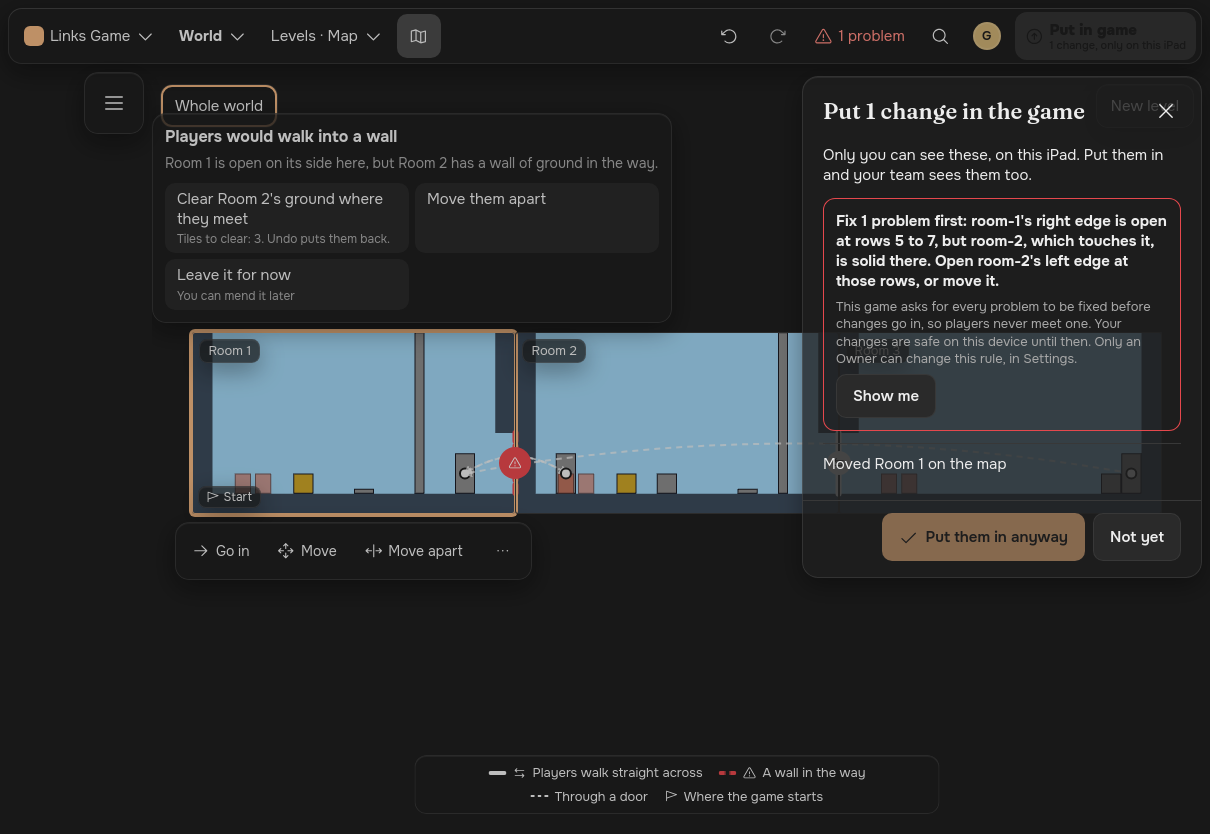 Links Game
World
Levels · Map
1 problem
G
Put in game
1 change, only on this iPad
Whole world
New level
Players would walk into a wall
Room 1 is open on its side here, but Room 2 has a wall of ground in the way.
Clear Room 2's ground where
they meet
Tiles to clear: 3. Undo puts them back.
Move them apart
Leave it for now
You can mend it later
Put 1 change in the game
Only you can see these, on this iPad. Put them in
and your team sees them too.
Fix 1 problem first: room-1's right edge is open
at rows 5 to 7, but room-2, which touches it,
is solid there. Open room-2's left edge at
those rows, or move it.
This game asks for every problem to be fixed before
changes go in, so players never meet one. Your
changes are safe on this device until then. Only an
Owner can change this rule, in Settings.
Show me
Moved Room 1 on the map
Put them in anyway
Not yet
Room 1
Room 2
Start
Go in
Move
Move apart
Players walk straight across
A wall in the way
Through a door
Where the game starts